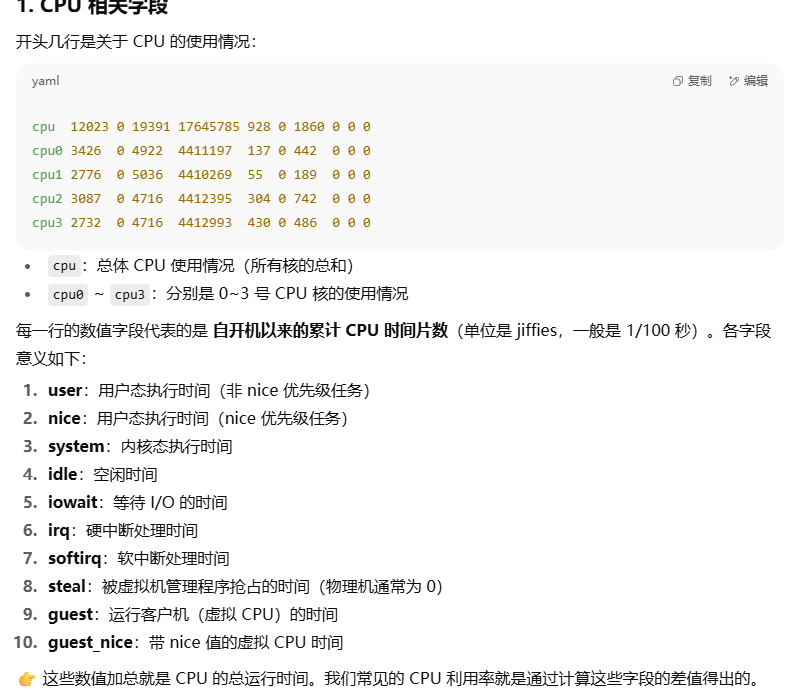 1. CPU 相关字段
开头几行是关于 CPU 的使用情况：
yaml
复制
编辑
cpu  12023 0 19391 17645785 928 0 1860 0 0 0
cpu0 3426  0 4922  4411197  137 0 442  0 0 0
cpu1 2776  0 5036  4410269  55  0 189  0 0 0
cpu2 3087  0 4716  4412395  304 0 742  0 0 0
cpu3 2732  0 4716  4412993  430 0 486  0 0 0
• cpu：总体 CPU 使用情况（所有核的总和）
• cpu0 ~ cpu3：分别是 0~3 号 CPU 核的使用情况
每一行的数值字段代表的是 自开机以来的累计 CPU 时间片数（单位是 jiffies，一般是 1/100 秒）。各字段
意义如下：
1. user：用户态执行时间（非 nice 优先级任务）
2. nice：用户态执行时间（nice 优先级任务）
3. system：内核态执行时间
4. idle：空闲时间
5. iowait：等待 I/O 的时间
6. irq：硬中断处理时间
7. softirq：软中断处理时间
8. steal：被虚拟机管理程序抢占的时间（物理机通常为 0）
9. guest：运行客户机（虚拟 CPU）的时间
10. guest_nice：带 nice 值的虚拟 CPU 时间
👉 这些数值加总就是 CPU 的总运行时间。我们常见的 CPU 利用率就是通过计算这些字段的差值得出的。